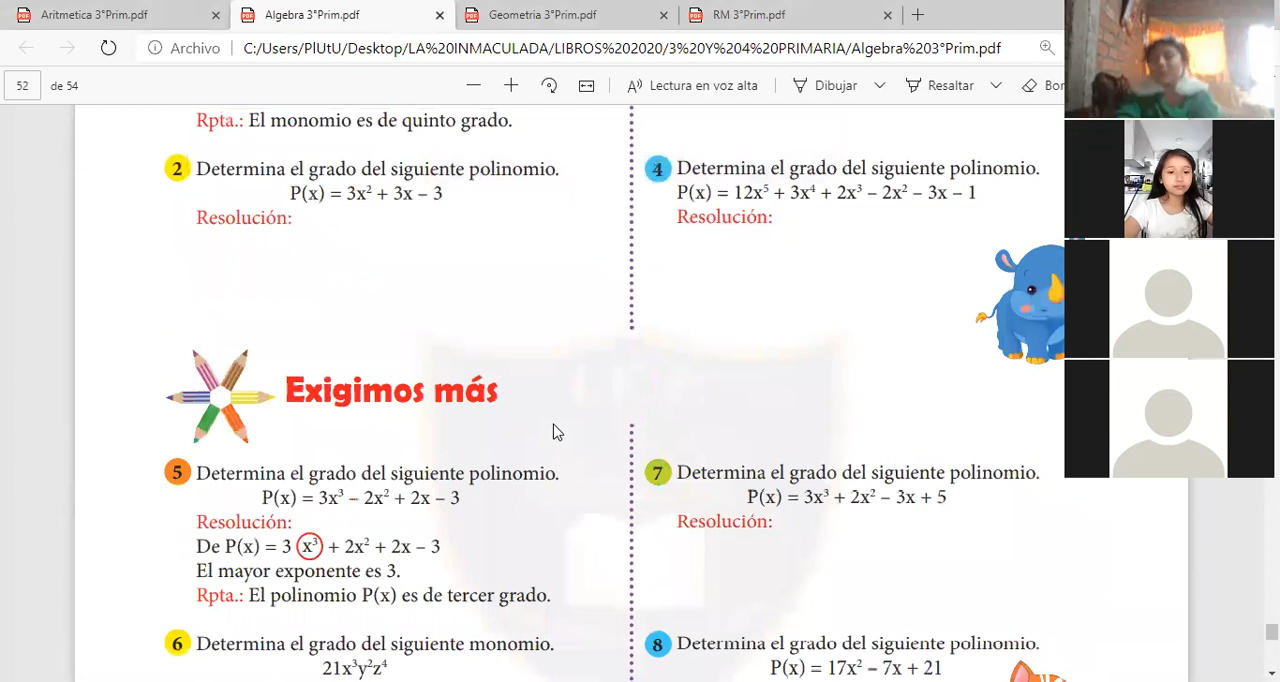 Aritmetica 3°Prim.pdf
Algebra 3°Prim.pdf
Geometria 3°Prim.pdf
RM 3°Prim.pdf
Archivo
C:/Users/PlUtU/Desktop/LA%20INMACULADA/LIBROS%202020/3%20Y%204%20PRIMARIA/Algebra%203°Prim.pdf
52 de 54
Lectura en voz alta
Dibujar
Resaltar
Bor
Rpta.: El monomio es de quinto grado.
2 Determina el grado del siguiente polinomio.
P(x) = 3x² + 3x – 3
Resolución:
4 Determina el grado del siguiente polinomio.
P(x) = 12x⁵ + 3x⁴ + 2x³ – 2x² – 3x – 1
Resolución:
Exigimos más
5 Determina el grado del siguiente polinomio.
P(x) = 3x³ – 2x² + 2x – 3
Resolución:
De P(x) = 3 x³ + 2x² + 2x – 3
El mayor exponente es 3.
Rpta.: El polinomio P(x) es de tercer grado.
6 Determina el grado del siguiente monomio.
21x³y²z⁴
7 Determina el grado del siguiente polinomio.
P(x) = 3x³ + 2x² – 3x + 5
Resolución:
8 Determina el grado del siguiente polinomio.
P(x) = 17x² – 7x + 21